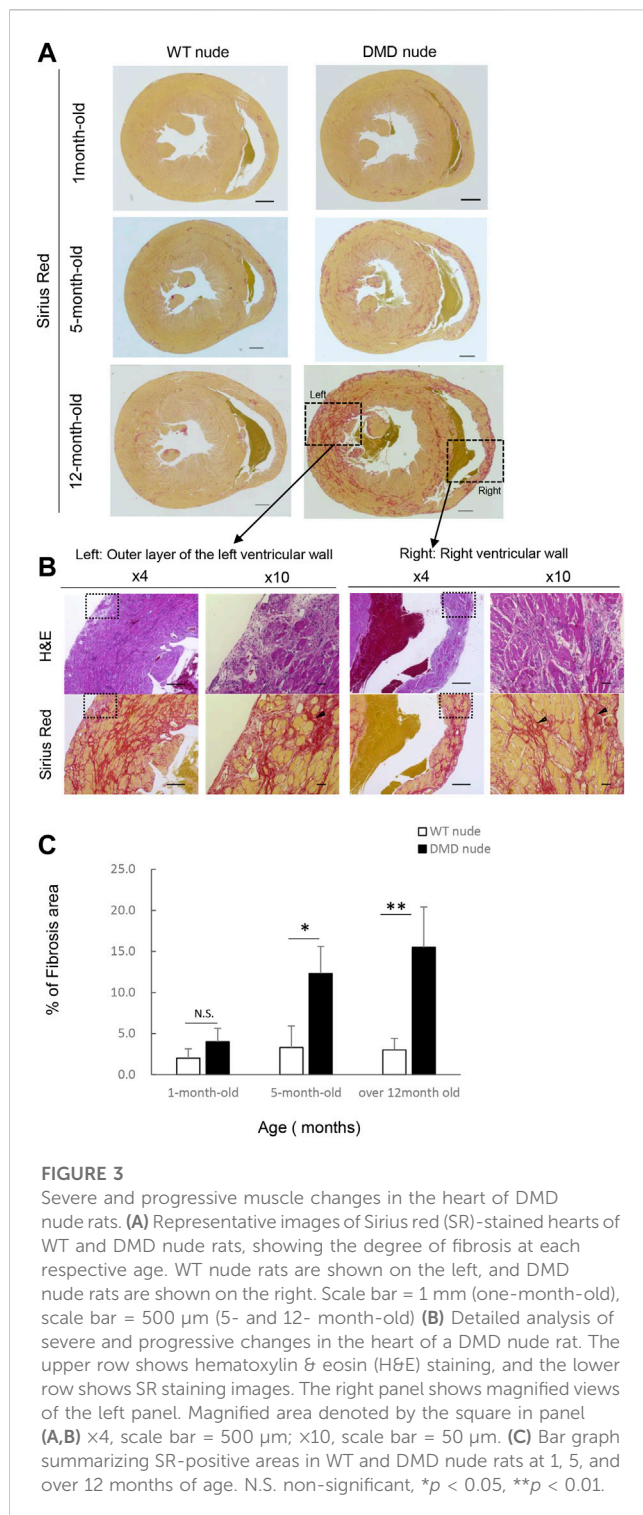 WT nude
DMD nude
A
Sirius Red
1month-old
5-month-old
12-month-old
Left
Right
Left: Outer layer of the left ventricular wall
Right: Right ventricular wall
B
x4
x10
x4
x10
H&E
Sirius Red
C
WT nude
DMD nude
% of Fibrosis area
25.0
20.0
15.0
10.0
5.0
0.0
N.S.
*
**
1-month-old
5-month-old
over 12month old
Age ( months)
FIGURE 3
Severe and progressive muscle changes in the heart of DMD
nude rats. (A) Representative images of Sirius red (SR)-stained hearts of
WT and DMD nude rats, showing the degree of fibrosis at each
respective age. WT nude rats are shown on the left, and DMD
nude rats are shown on the right. Scale bar = 1 mm (one-month-old),
scale bar = 500 µm (5- and 12- month-old) (B) Detailed analysis of
severe and progressive changes in the heart of a DMD nude rat. The
upper row shows hematoxylin & eosin (H&E) staining, and the lower
row shows SR staining images. The right panel shows magnified views
of the left panel. Magnified area denoted by the square in panel
(A,B) ×4, scale bar = 500 µm; ×10, scale bar = 50 µm. (C) Bar graph
summarizing SR-positive areas in WT and DMD nude rats at 1, 5, and
over 12 months of age. N.S. non-significant, *p < 0.05, **p < 0.01.